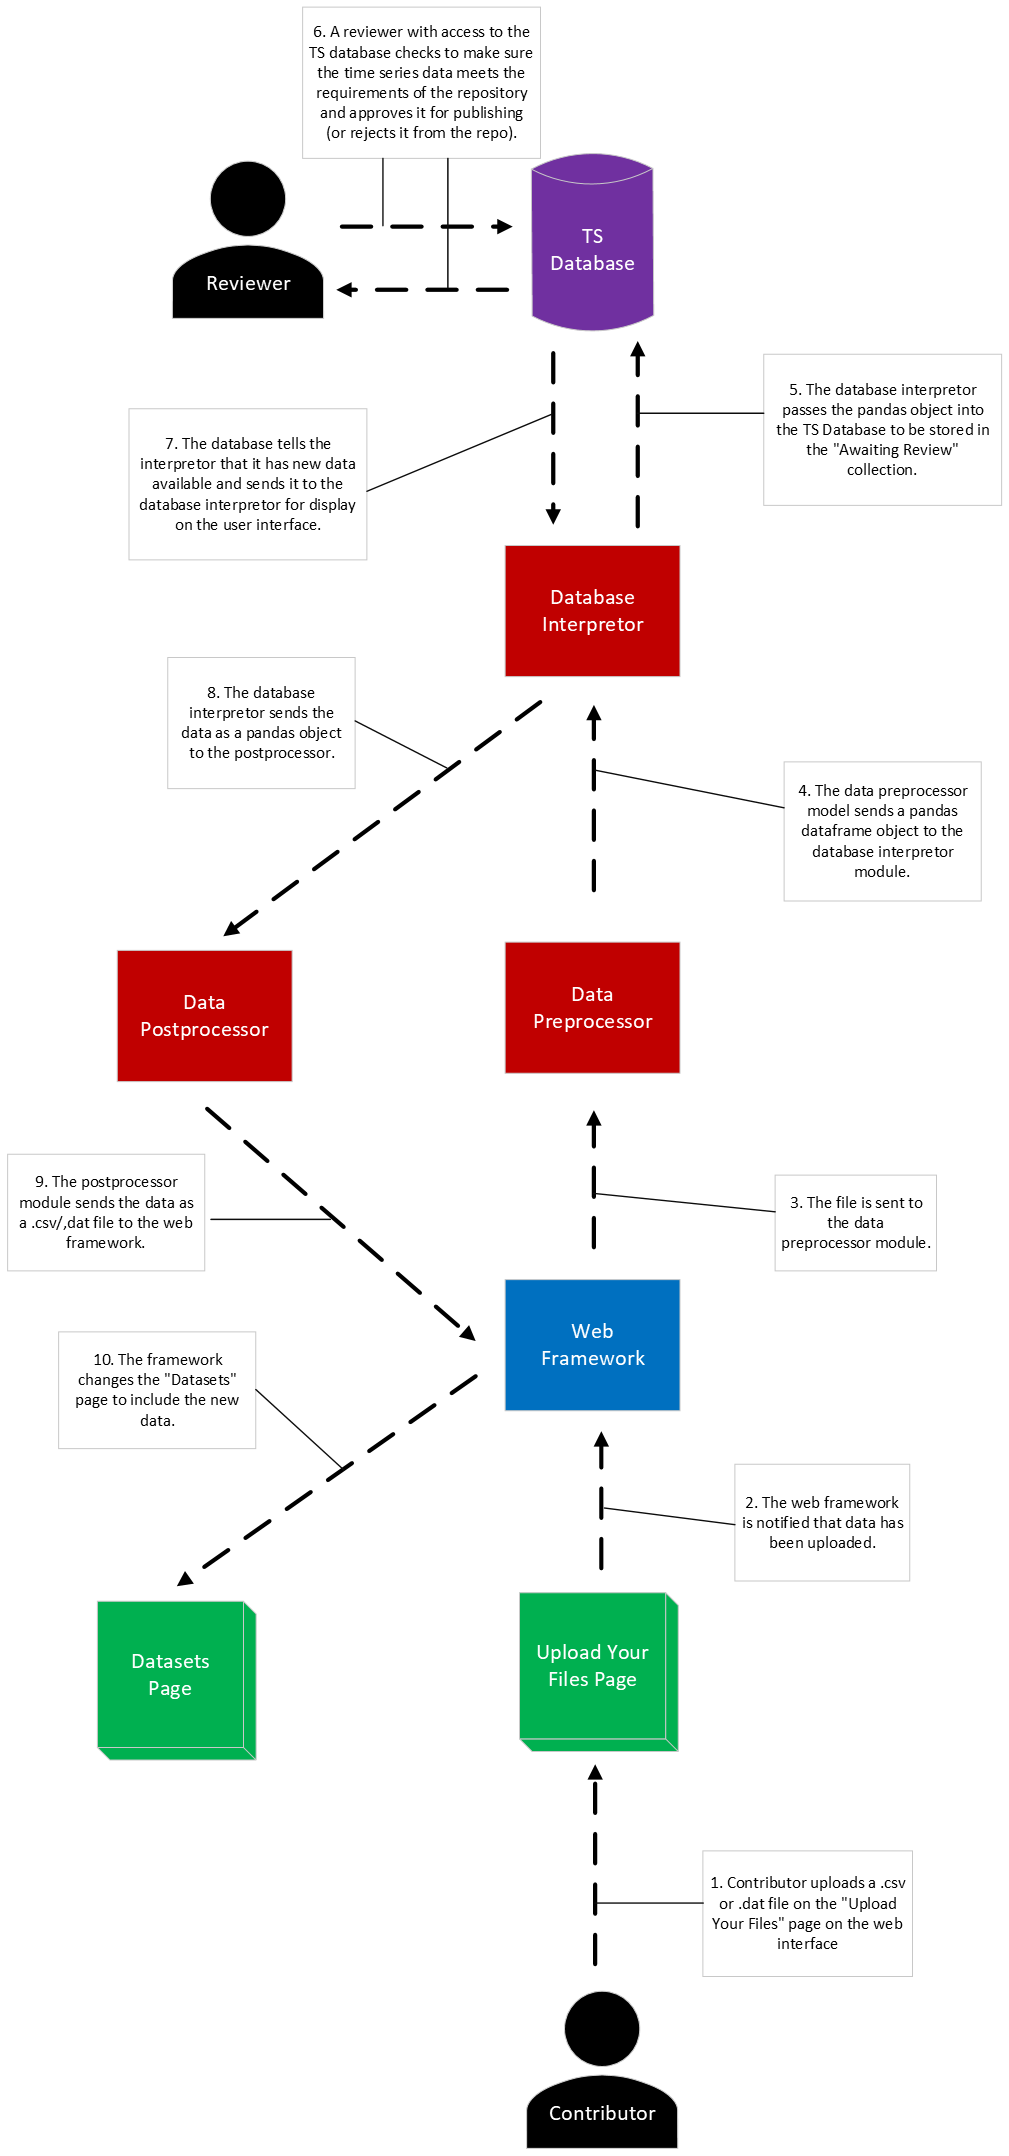 6. A reviewer with access to the
TS database checks to make sure
the time series data meets the
requirements of the repository
and approves it for publishing
(or rejects it from the repo).
TS
Database
Reviewer
5. The database interpretor
passes the pandas object into
the TS Database to be stored in
the "Awaiting Review"
collection.
7. The database tells the
interpretor that it has new data
available and sends it to the
database interpretor for display
on the user interface.
Database
Interpretor
8. The database
interpretor sends the
data as a pandas object
to the postprocessor.
4. The data preprocessor
model sends a pandas
dataframe object to the
database interpretor
module.
Data
Postprocessor
Data
Preprocessor
9. The postprocessor
module sends the data as
a .csv/,dat file to the web
framework.
3. The file is sent to
the data
preprocessor module.
Web
Framework
10. The framework
changes the "Datasets"
page to include the new
data.
2. The web framework
is notified that data has
been uploaded.
Datasets
Page
Upload Your
Files Page
1. Contributor uploads a .csv
or .dat file on the "Upload
Your Files" page on the web
interface
Contributor